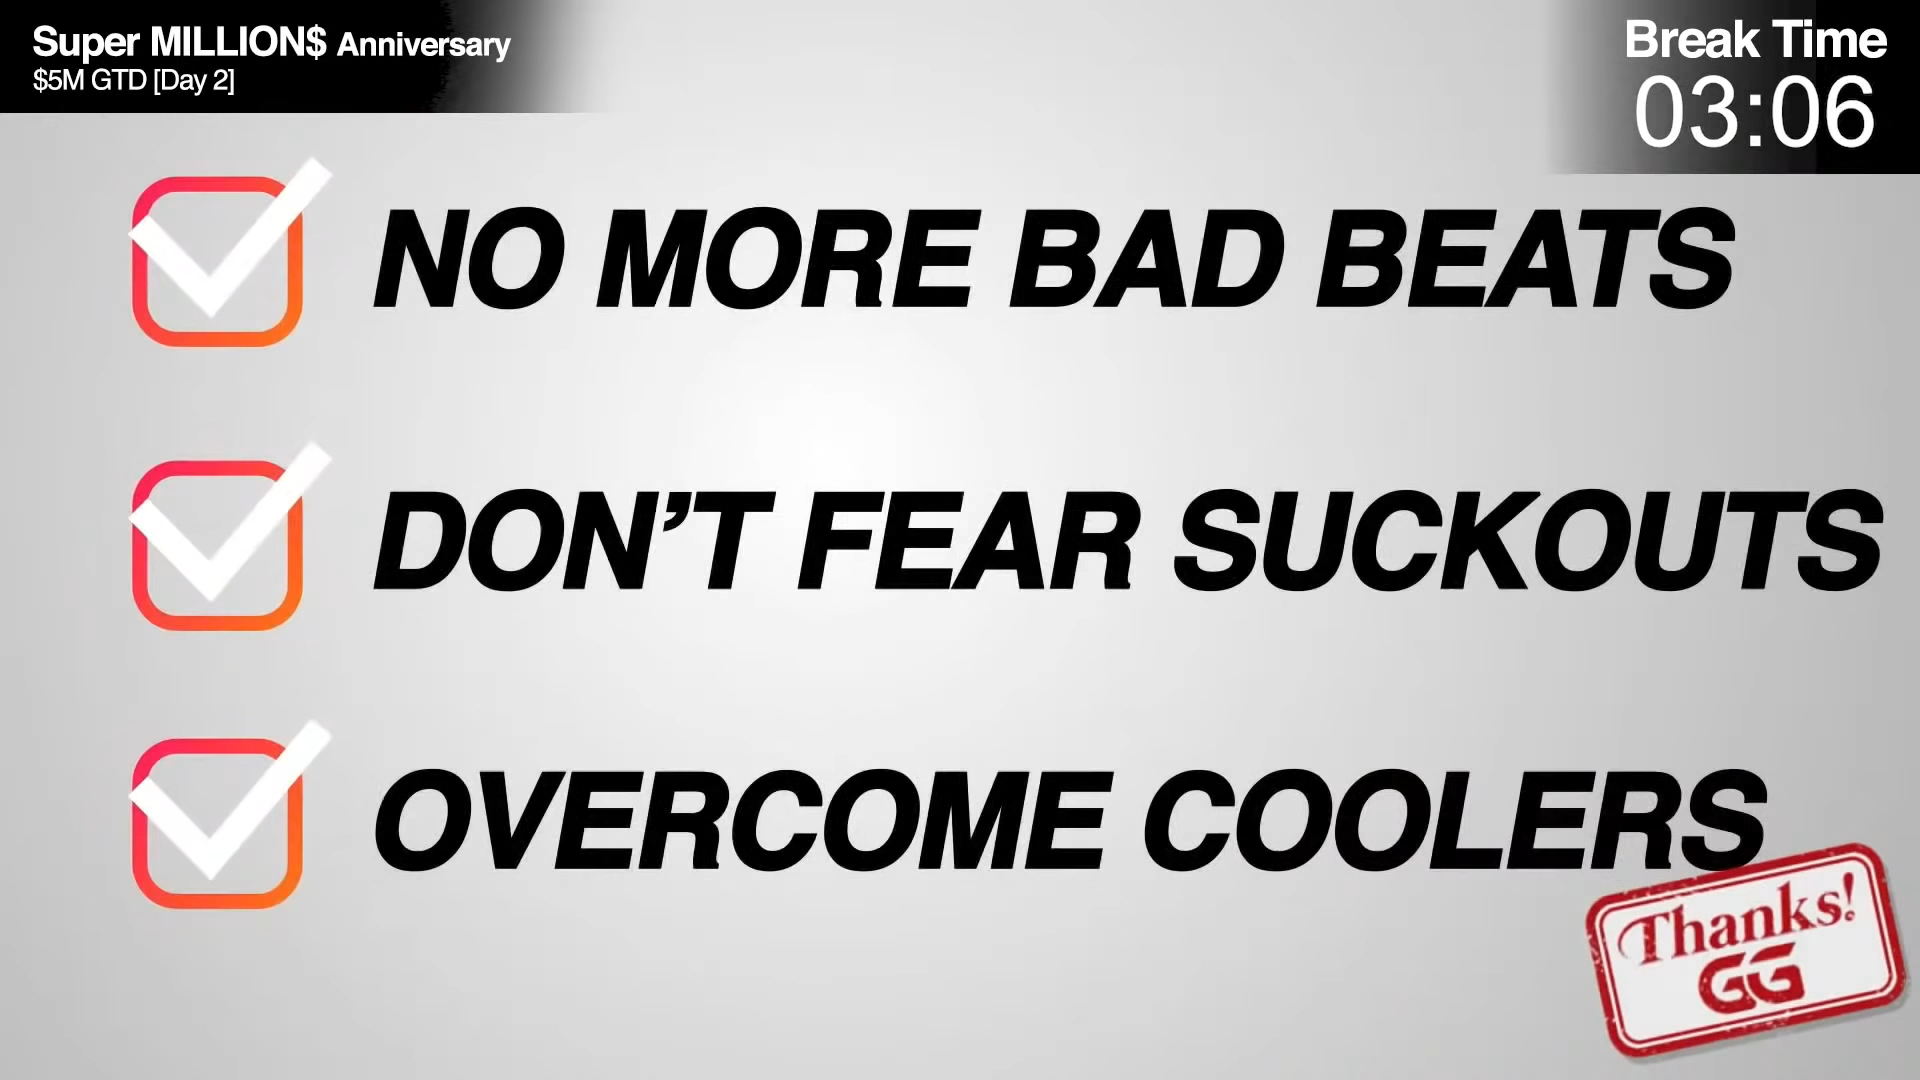 Super MILLION$ Anniversary
$5M GTD [Day 2]
Break Time
03:06
NO MORE BAD BEATS
DON’T FEAR SUCKOUTS
OVERCOME COOLERS
Thanks!
GG